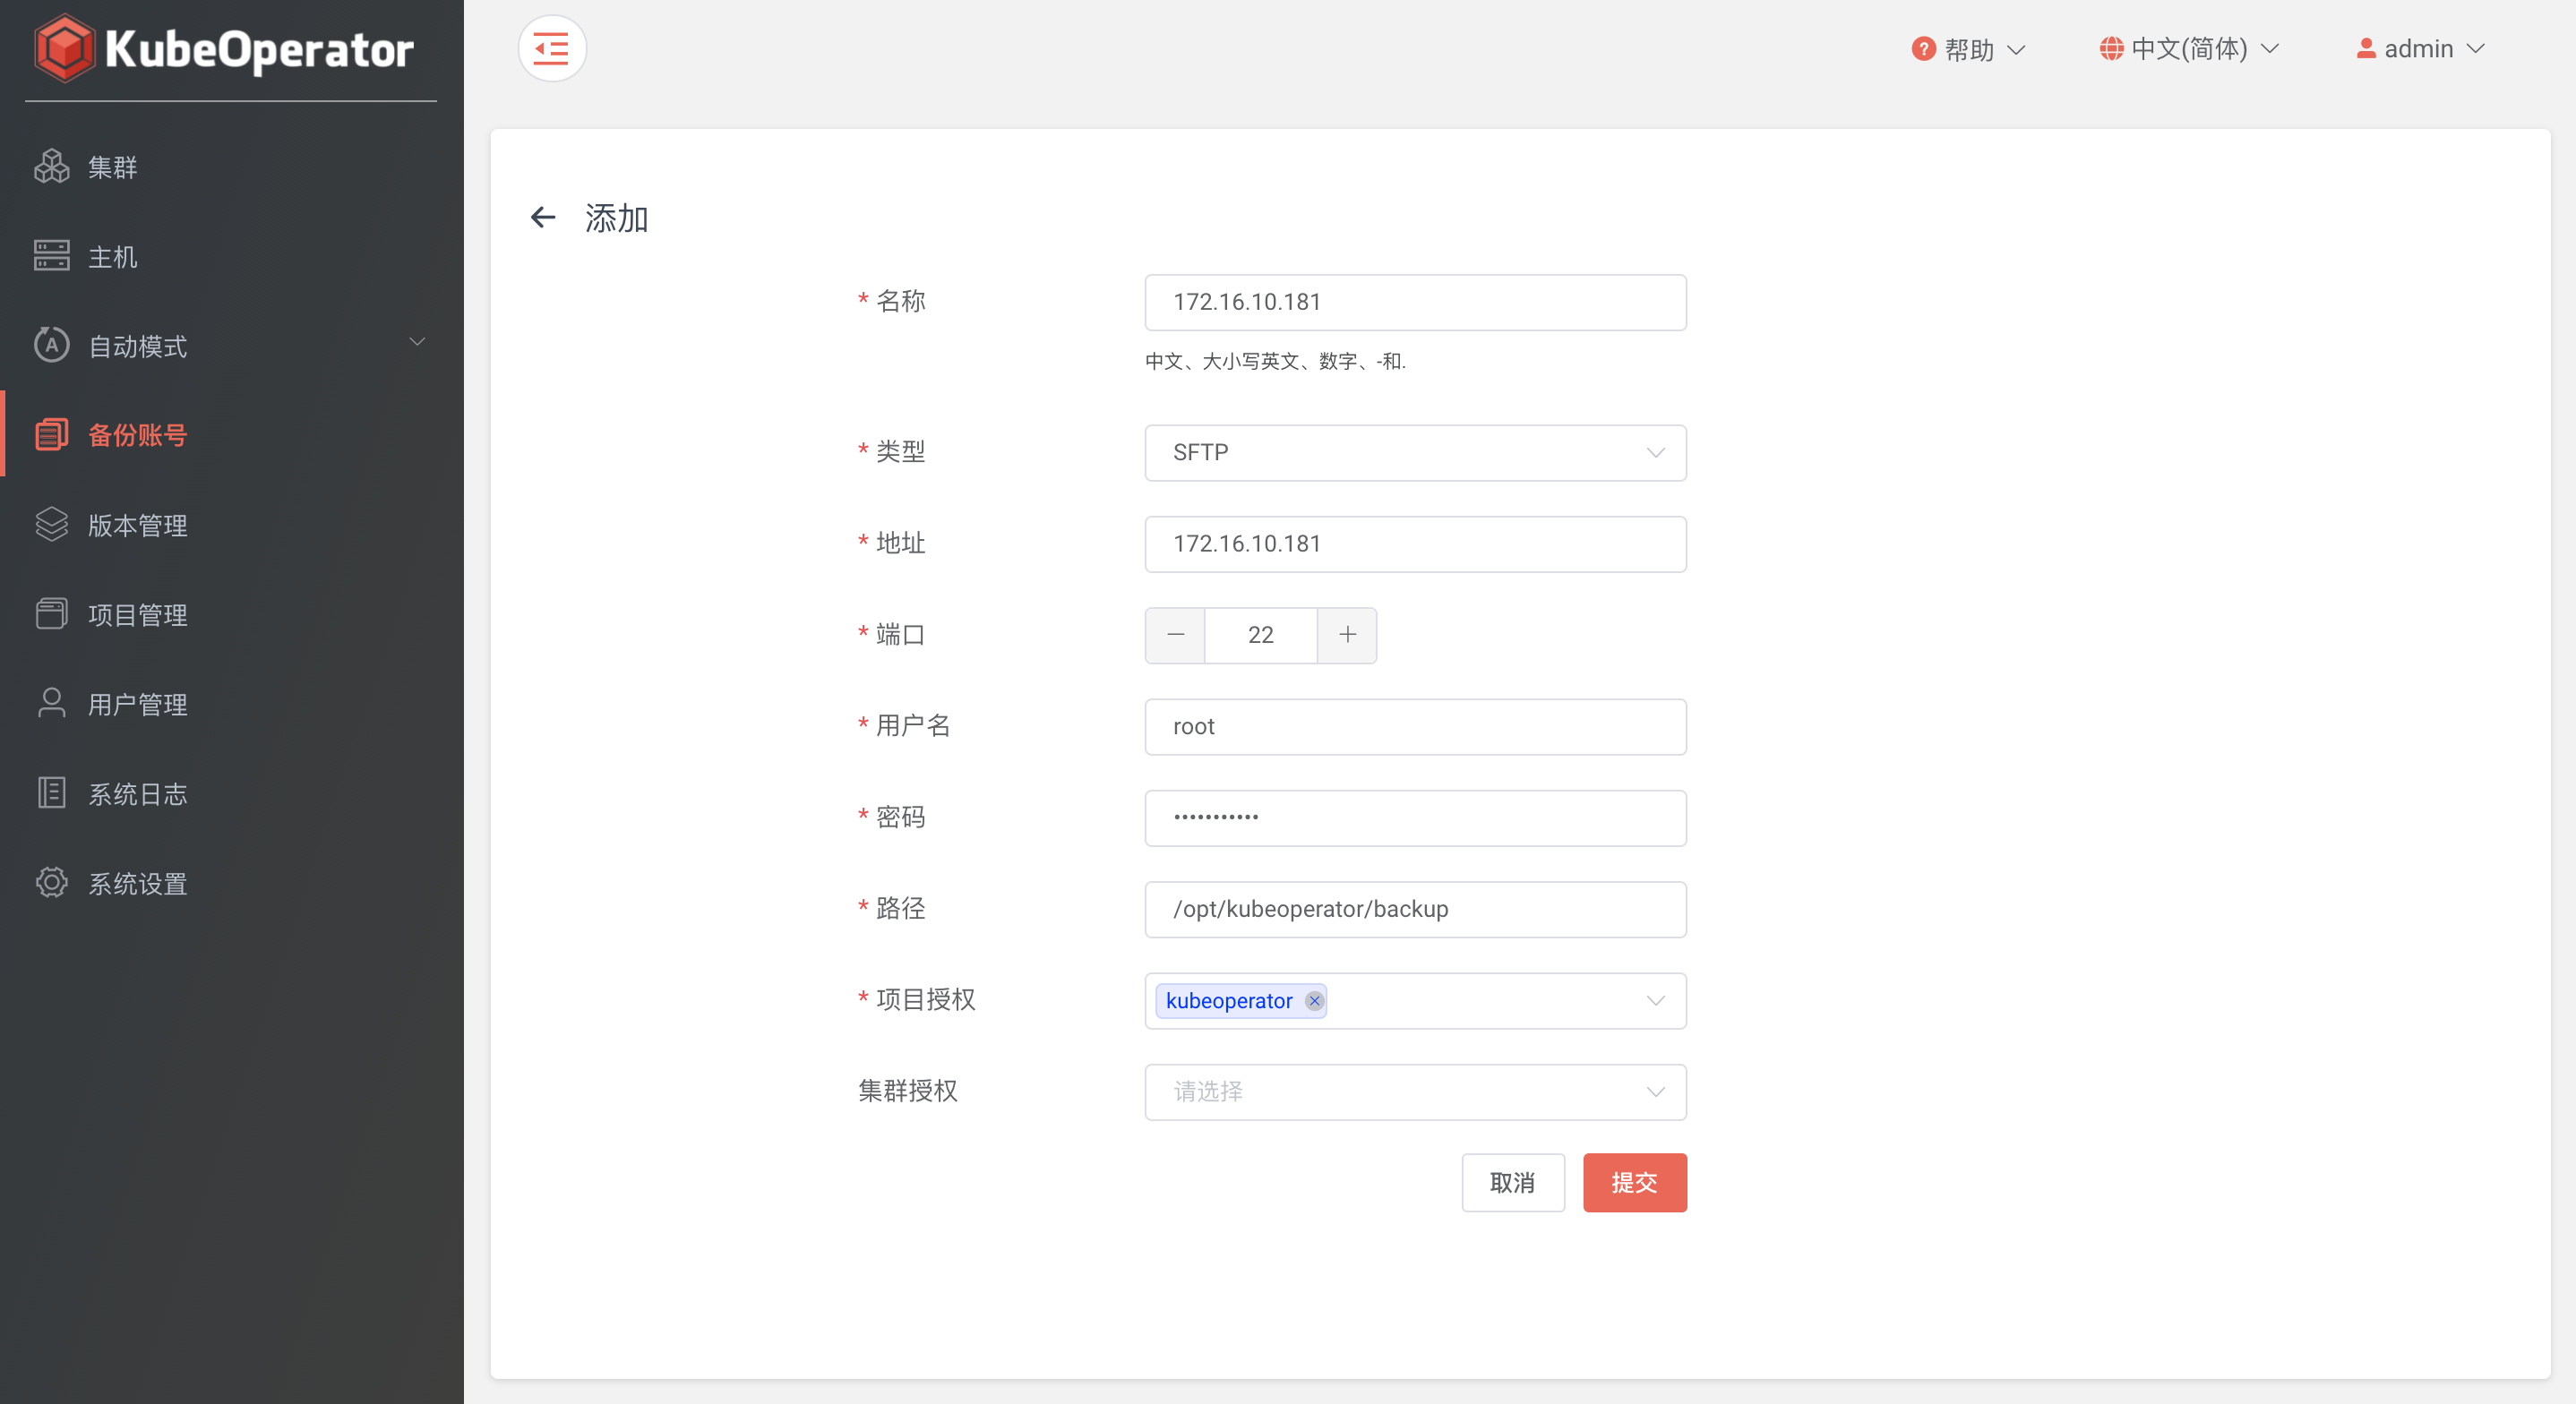 KubeOperator
帮助
中文(简体)
admin
集群
主机
自动模式
备份账号
版本管理
项目管理
用户管理
系统日志
系统设置
添加
* 名称
172.16.10.181
中文、大小写英文、数字、-和.
* 类型
SFTP
* 地址
172.16.10.181
* 端口
22
* 用户名
root
* 密码
•••••••••••
* 路径
/opt/kubeoperator/backup
* 项目授权
kubeoperator
集群授权
请选择
取消
提交